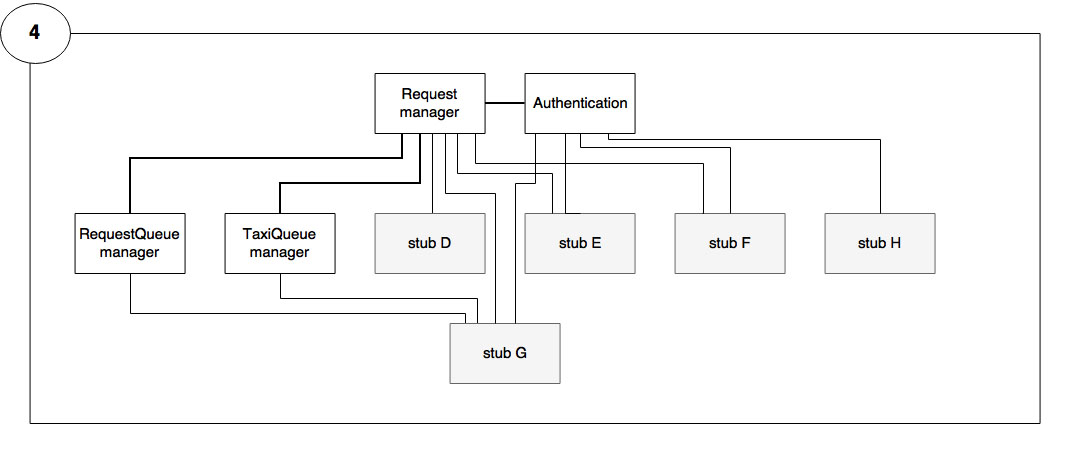 4
Request
manager
Authentication
RequestQueue
manager
TaxiQueue
manager
stub D
stub E
stub F
stub H
stub G